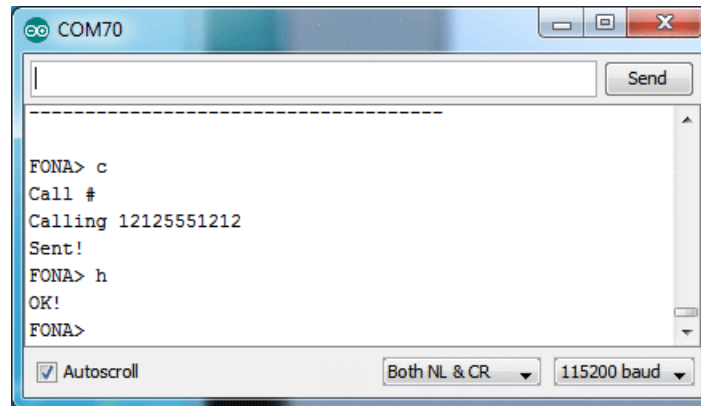 COM70
Send
-------------------------------------
FONA> c
Call #
Calling 12125551212
Sent!
FONA> h
OK!
FONA>
Autoscroll
Both NL & CR
115200 baud